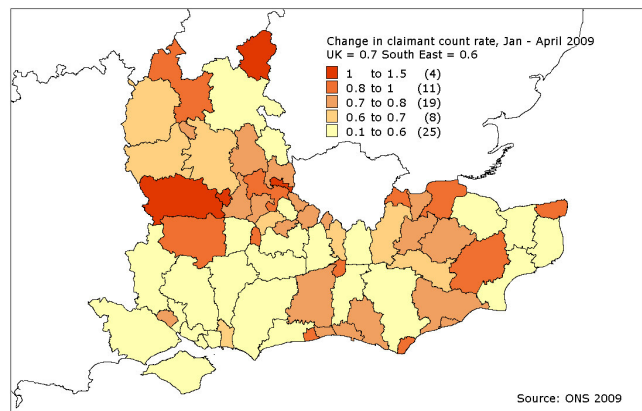 Change in claimant count rate, Jan - April 2009
UK = 0.7 South East = 0.6
1 to 1.5 (4)
0.8 to 1 (11)
0.7 to 0.8 (19)
0.6 to 0.7 (8)
0.1 to 0.6 (25)
Source: ONS 2009